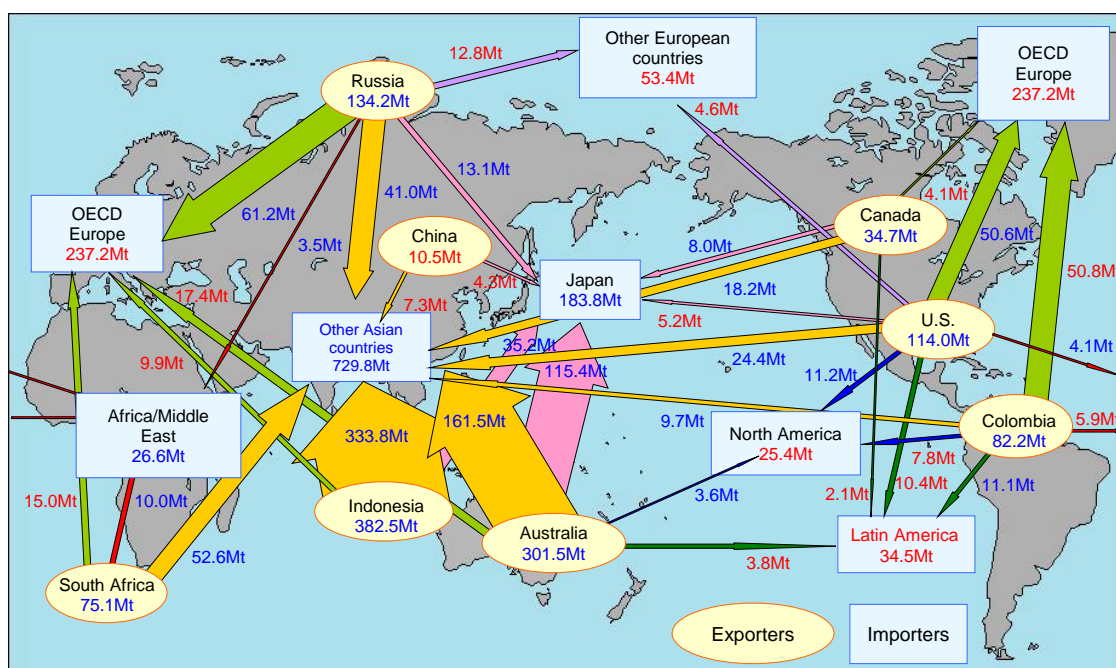 Other European
countries
53.4Mt
OECD
Europe
237.2Mt
12.8Mt
Russia
134.2Mt
4.6Mt
13.1Mt
41.0Mt
61.2Mt
OECD
Europe
237.2Mt
3.5Mt
China
10.5Mt
4.3Mt
7.3Mt
17.4Mt
Canada
34.7Mt
4.1Mt
50.6Mt
50.8Mt
8.0Mt
18.2Mt
Japan
183.8Mt
5.2Mt
U.S.
114.0Mt
4.1Mt
Other Asian
countries
729.8Mt
35.2Mt
115.4Mt
24.4Mt
11.2Mt
9.9Mt
Africa/Middle
East
26.6Mt
333.8Mt
161.5Mt
9.7Mt
North America
25.4Mt
Colombia
82.2Mt
5.9Mt
7.8Mt
10.4Mt
11.1Mt
2.1Mt
15.0Mt
10.0Mt
Indonesia
382.5Mt
3.6Mt
Australia
301.5Mt
Latin America
34.5Mt
3.8Mt
52.6Mt
South Africa
75.1Mt
Exporters
Importers